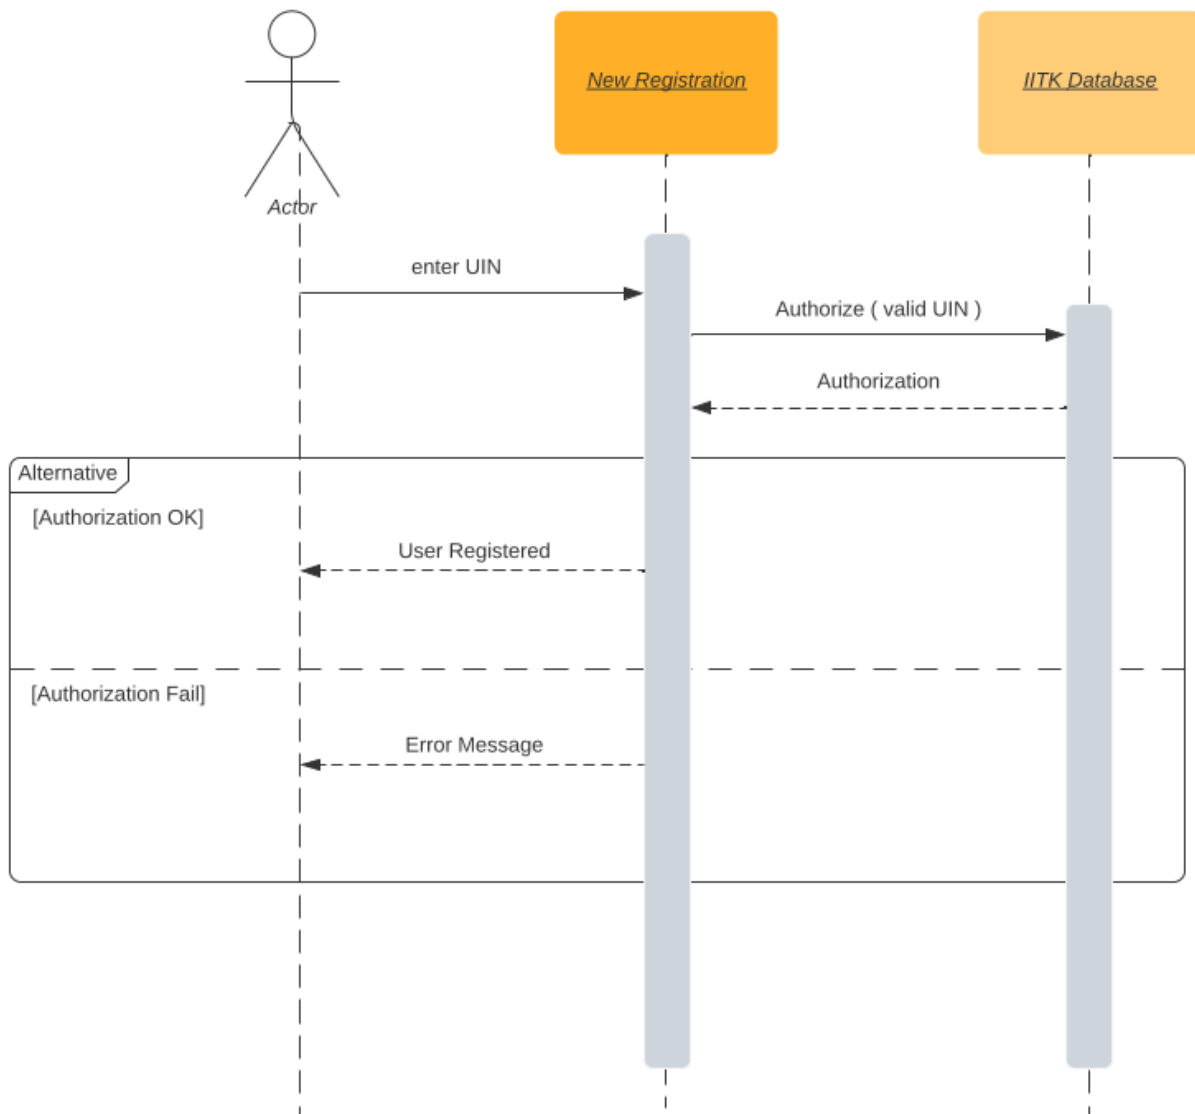 New Registration
IITK Database
Actor
enter UIN
Authorize ( valid UIN )
Authorization
Alternative
[Authorization OK]
User Registered
[Authorization Fail]
Error Message